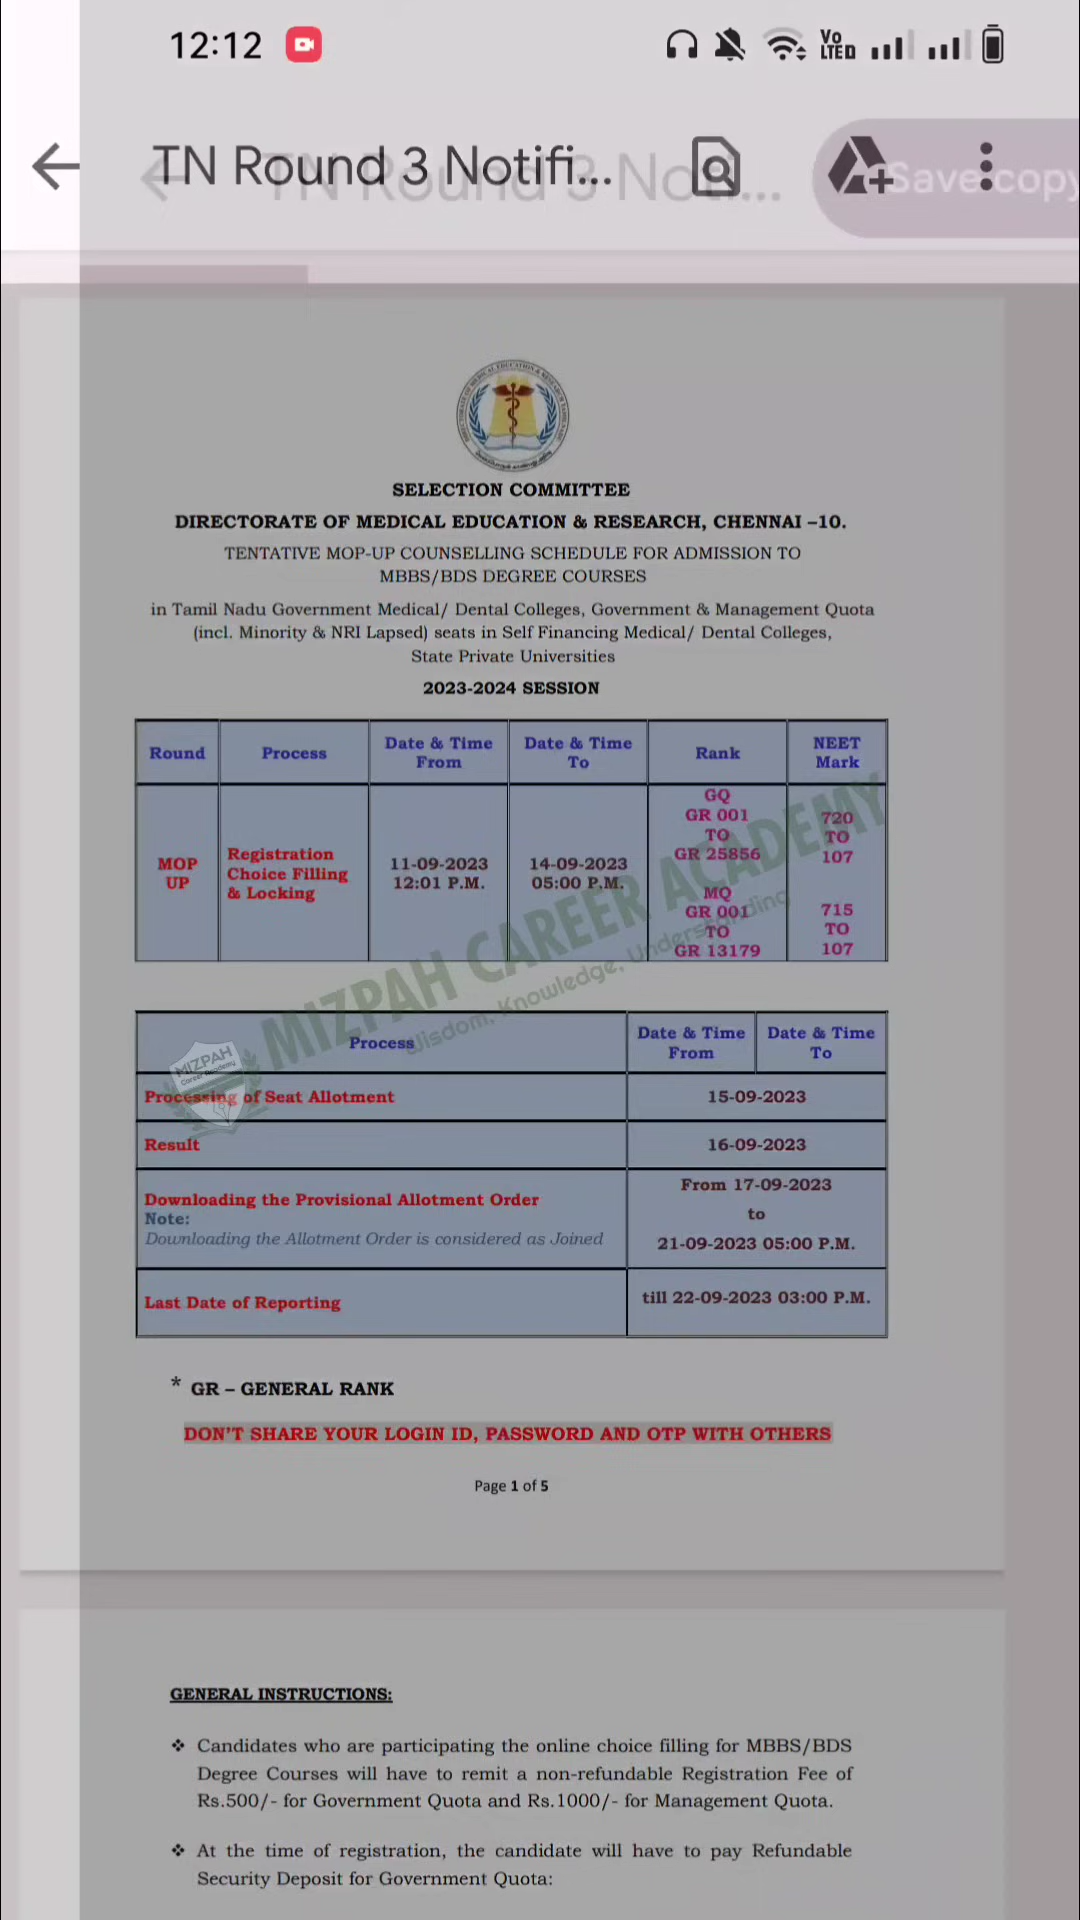 12:12
Vo
LTED
TN Round 3 Notifi...
Save copy
SELECTION COMMITTEE
DIRECTORATE OF MEDICAL EDUCATION & RESEARCH, CHENNAI –10.
TENTATIVE MOP-UP COUNSELLING SCHEDULE FOR ADMISSION TO
MBBS/BDS DEGREE COURSES
in Tamil Nadu Government Medical/ Dental Colleges, Government & Management Quota
(incl. Minority & NRI Lapsed) seats in Self Financing Medical/ Dental Colleges,
State Private Universities
2023-2024 SESSION
Round Process Date & Time From Date & Time To Rank NEET Mark
MOP UP Registration Choice Filling & Locking 11-09-2023 12:01 P.M. 14-09-2023 05:00 P.M.
GQ
GR 001 720
TO TO
GR 25856 107
MQ
GR 001 715
TO TO
GR 13179 107
MIZPAH CAREER ACADEMY
Wisdom, Knowledge, Understanding
MIZPAH
Career Academy
Process Date & Time From Date & Time To
Processing of Seat Allotment 15-09-2023
Result 16-09-2023
Downloading the Provisional Allotment Order From 17-09-2023
Note: to
Downloading the Allotment Order is considered as Joined 21-09-2023 05:00 P.M.
Last Date of Reporting till 22-09-2023 03:00 P.M.
* GR – GENERAL RANK
DON'T SHARE YOUR LOGIN ID, PASSWORD AND OTP WITH OTHERS
Page 1 of 5
GENERAL INSTRUCTIONS:
❖ Candidates who are participating the online choice filling for MBBS/BDS
Degree Courses will have to remit a non-refundable Registration Fee of
Rs.500/- for Government Quota and Rs.1000/- for Management Quota.
❖ At the time of registration, the candidate will have to pay Refundable
Security Deposit for Government Quota: